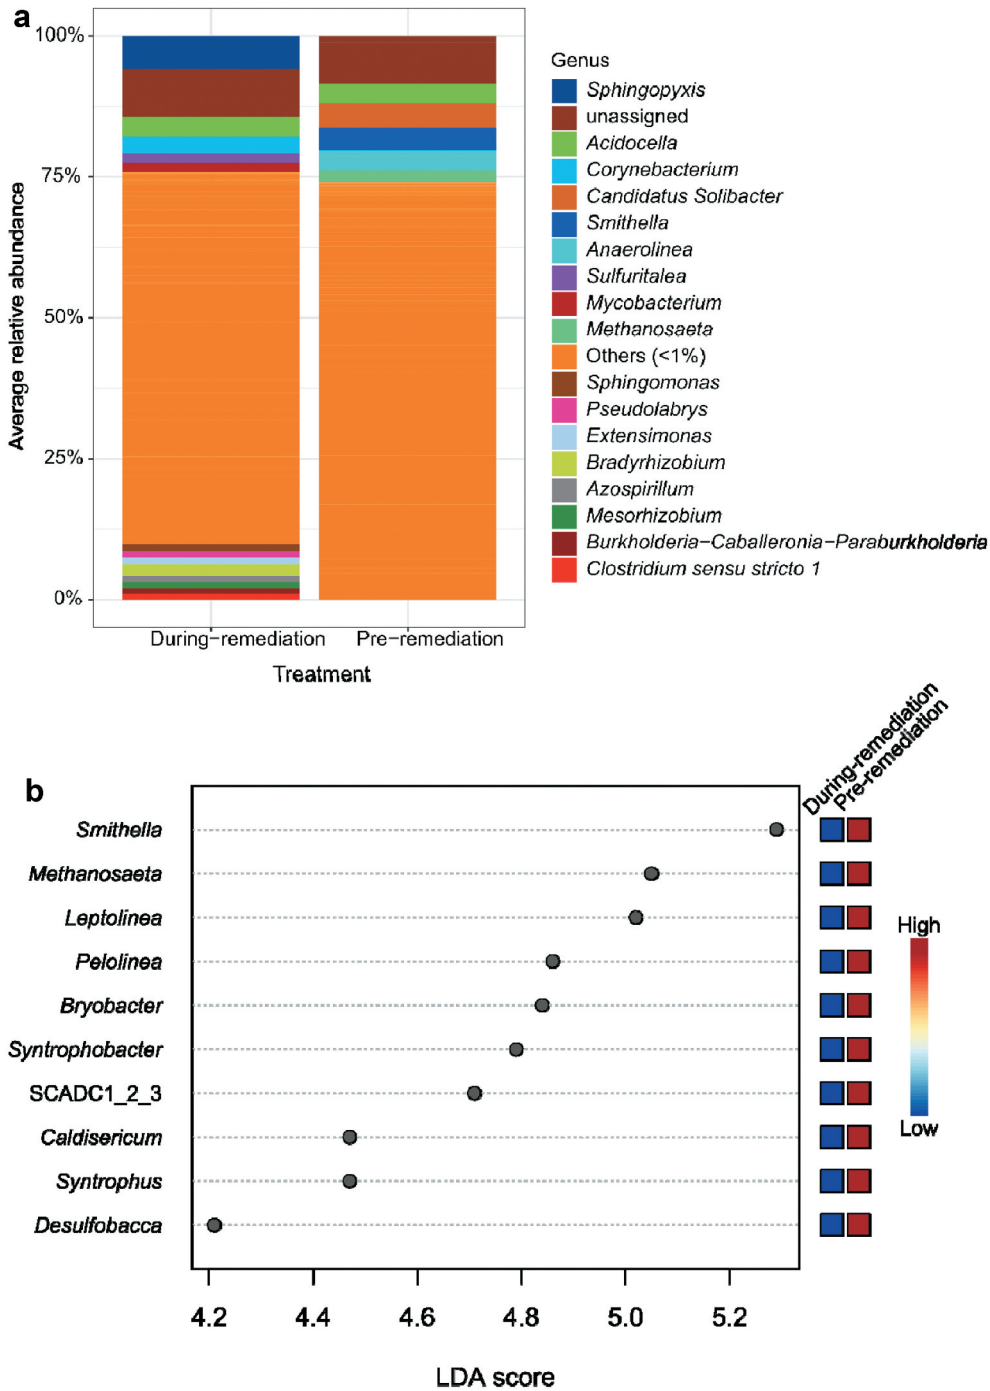 a
100%
75%
50%
25%
0%
Average relative abundance
During−remediation
Pre−remediation
Treatment
Genus
Sphingopyxis
unassigned
Acidocella
Corynebacterium
Candidatus Solibacter
Smithella
Anaerolinea
Sulfuritalea
Mycobacterium
Methanosaeta
Others (<1%)
Sphingomonas
Pseudolabrys
Extensimonas
Bradyrhizobium
Azospirillum
Mesorhizobium
Burkholderia−Caballeronia−Paraburkholderia
Clostridium sensu stricto 1
b
During-remediation
Pre-remediation
Smithella
Methanosaeta
Leptolinea
Pelolinea
Bryobacter
Syntrophobacter
SCADC1_2_3
Caldisericum
Syntrophus
Desulfobacca
High
Low
4.2 4.4 4.6 4.8 5.0 5.2
LDA score